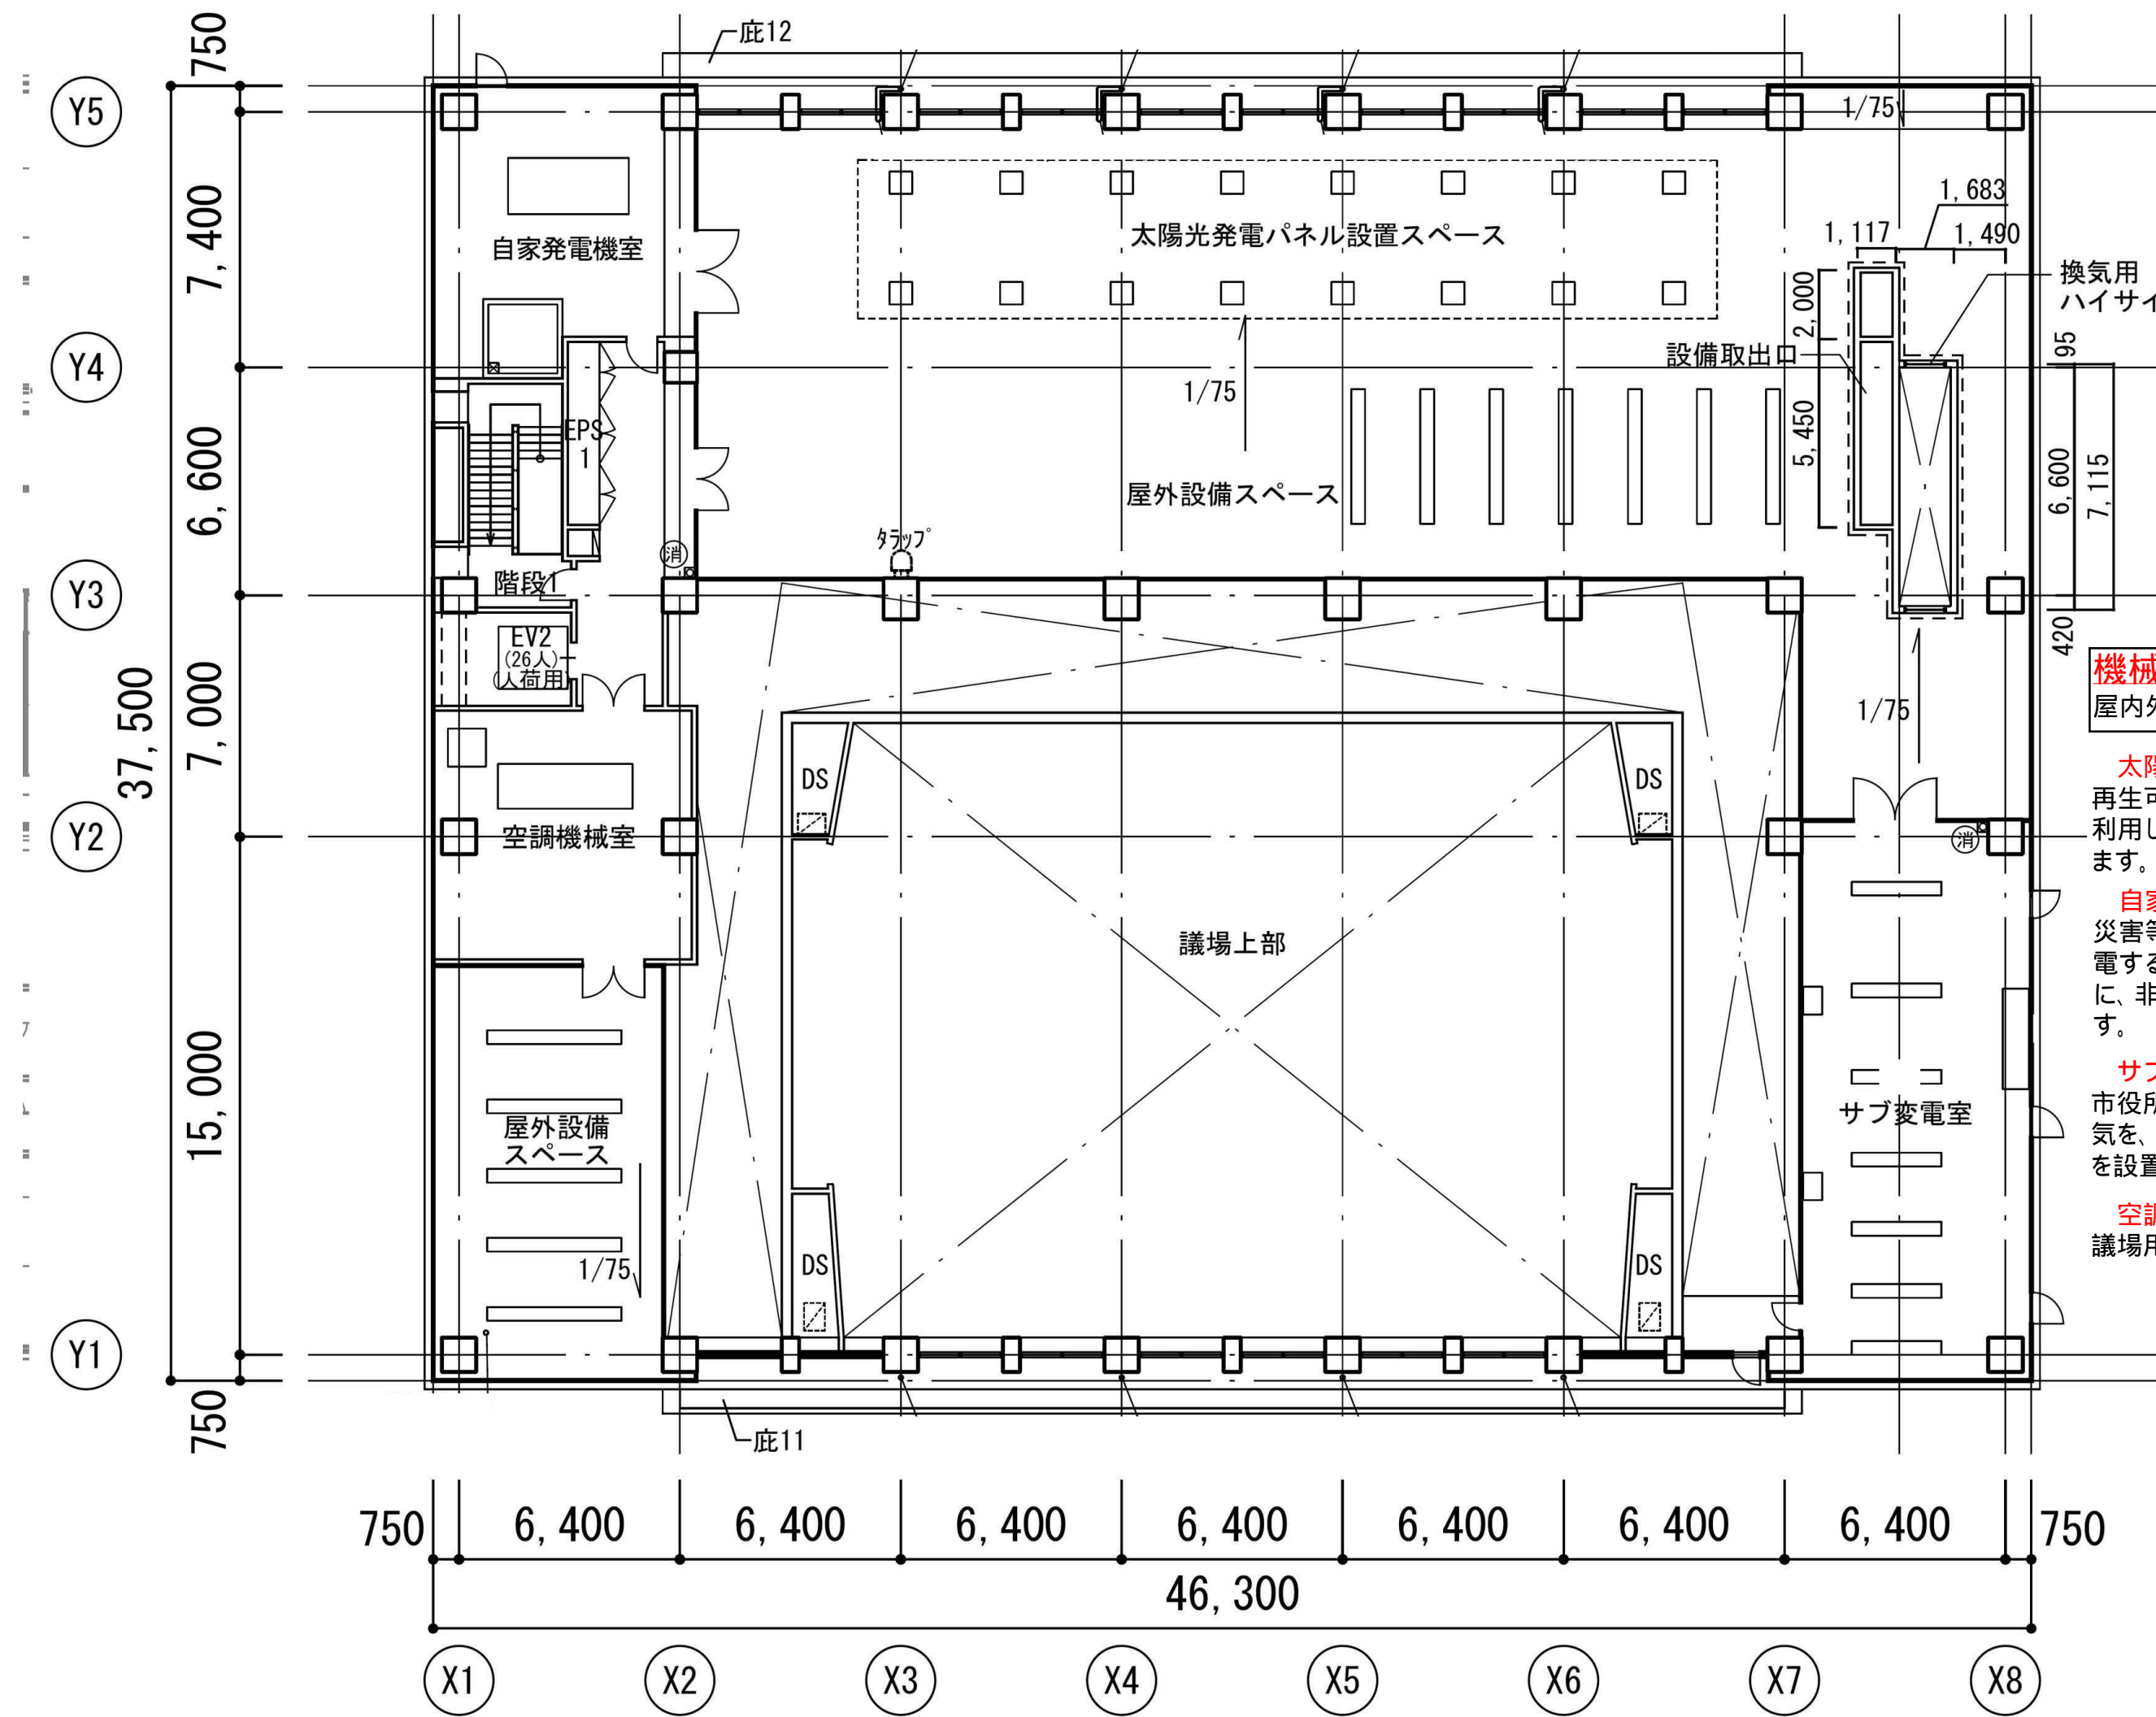 庇12
750
Y5
1/75
7,400
自家発電機室
太陽光発電パネル設置スペース
1,683
1,117
1,490
換気用
ハイサイ
2,000
設備取出口
95
Y4
1/75
EPS
1
5,450
6,600
屋外設備スペース
6,600
7,115
タラップ
消
階段1
Y3
EV2
(26人)
(人荷用)
420
37,500
7,000
1/75
機械
屋内外
DS
DS
太陽
再生可
利用し
ます。
Y2
空調機械室
消
自家
災害等
電する
に、非
す。
議場上部
15,000
屋外設備
スペース
サブ変電室
サブ
市役所
気を、
を設置
空調
議場用
1/75
DS
DS
Y1
750
庇11
750
6,400
6,400
6,400
6,400
6,400
6,400
6,400
750
46,300
X1
X2
X3
X4
X5
X6
X7
X8